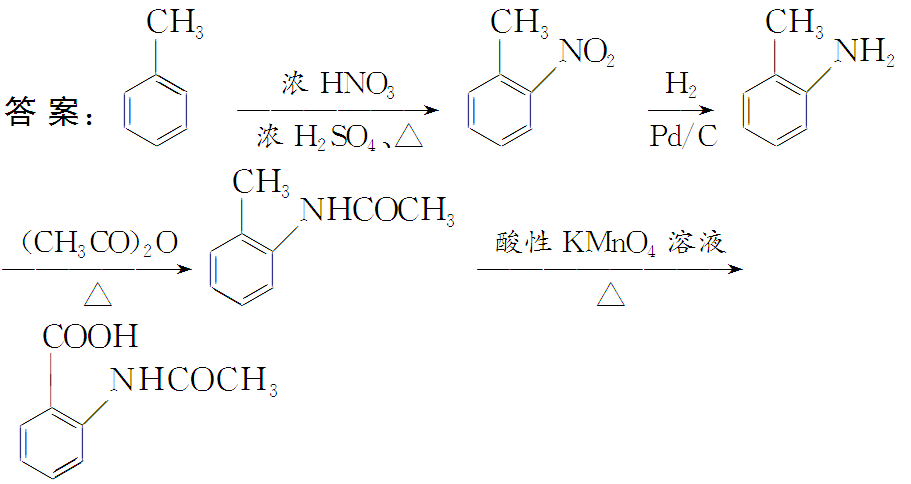 CH₃ CH₃ CH₃
NO₂ NH₂
答案： 浓 HNO₃ H₂
浓 H₂SO₄、△ Pd/C
CH₃
NHCOCH₃
(CH₃CO)₂O 酸性 KMnO₄ 溶液
△ △
COOH
NHCOCH₃